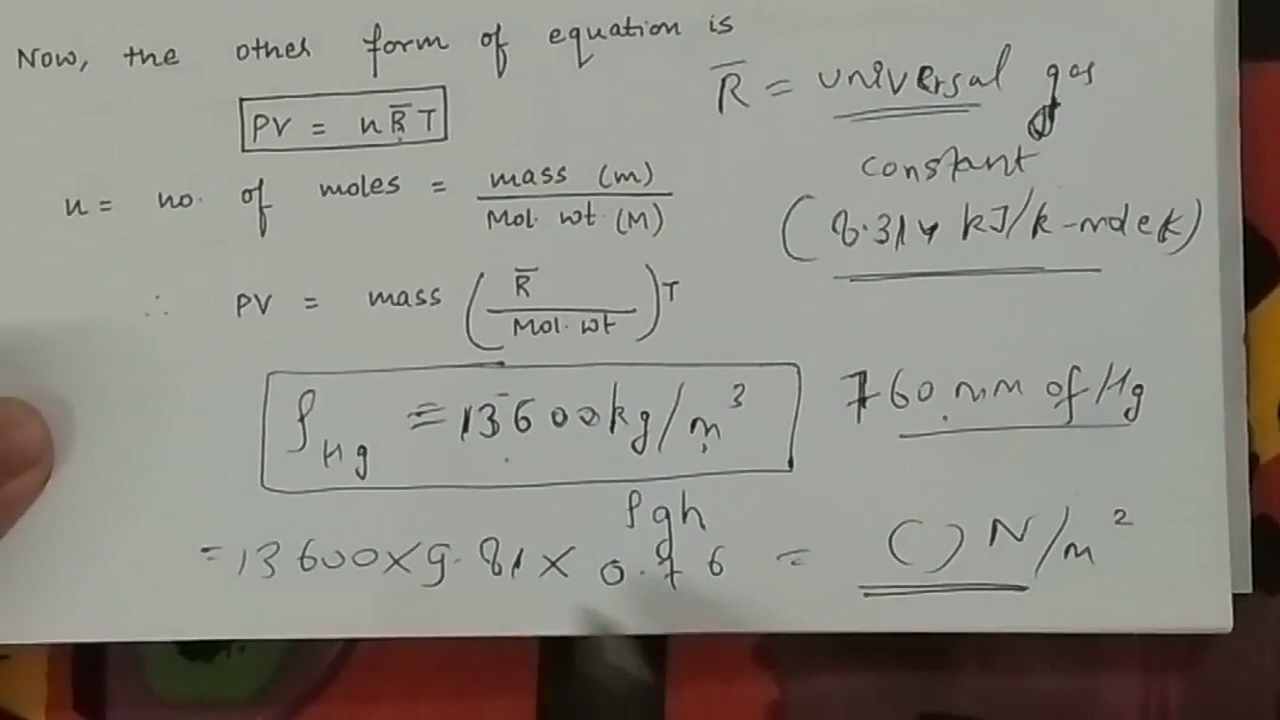 Now, the other form of equation is
PV = n R̅ T
R̅ = universal gas
constant
(8.314 kJ/k-molek)
n = no. of moles = mass (m) / Mol. wt (M)
∴ PV = mass ( R̅ / Mol. wt ) T
ρHg = 13600 kg/m³
760 mm of Hg
ρgh
= 13600 × 9.81 × 0.76 = ( ) N/m²